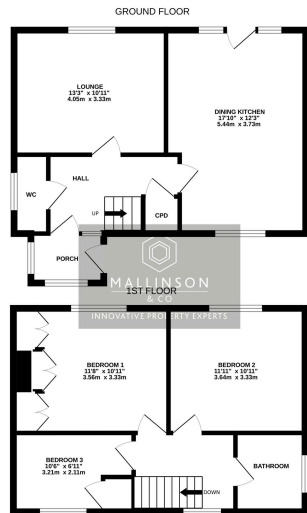 GROUND FLOOR
LOUNGE
13'3" x 10'11"
4.05m x 3.33m
DINING KITCHEN
17'10" x 12'3"
5.44m x 3.73m
HALL
WC
UP
CPD
PORCH
MALLINSON
& CO
INNOVATIVE PROPERTY EXPERTS
1ST FLOOR
BEDROOM 1
11'8" x 10'11"
3.56m x 3.33m
BEDROOM 2
11'11" x 10'11"
3.64m x 3.33m
BEDROOM 3
10'6" x 6'11"
3.21m x 2.11m
DOWN
BATHROOM